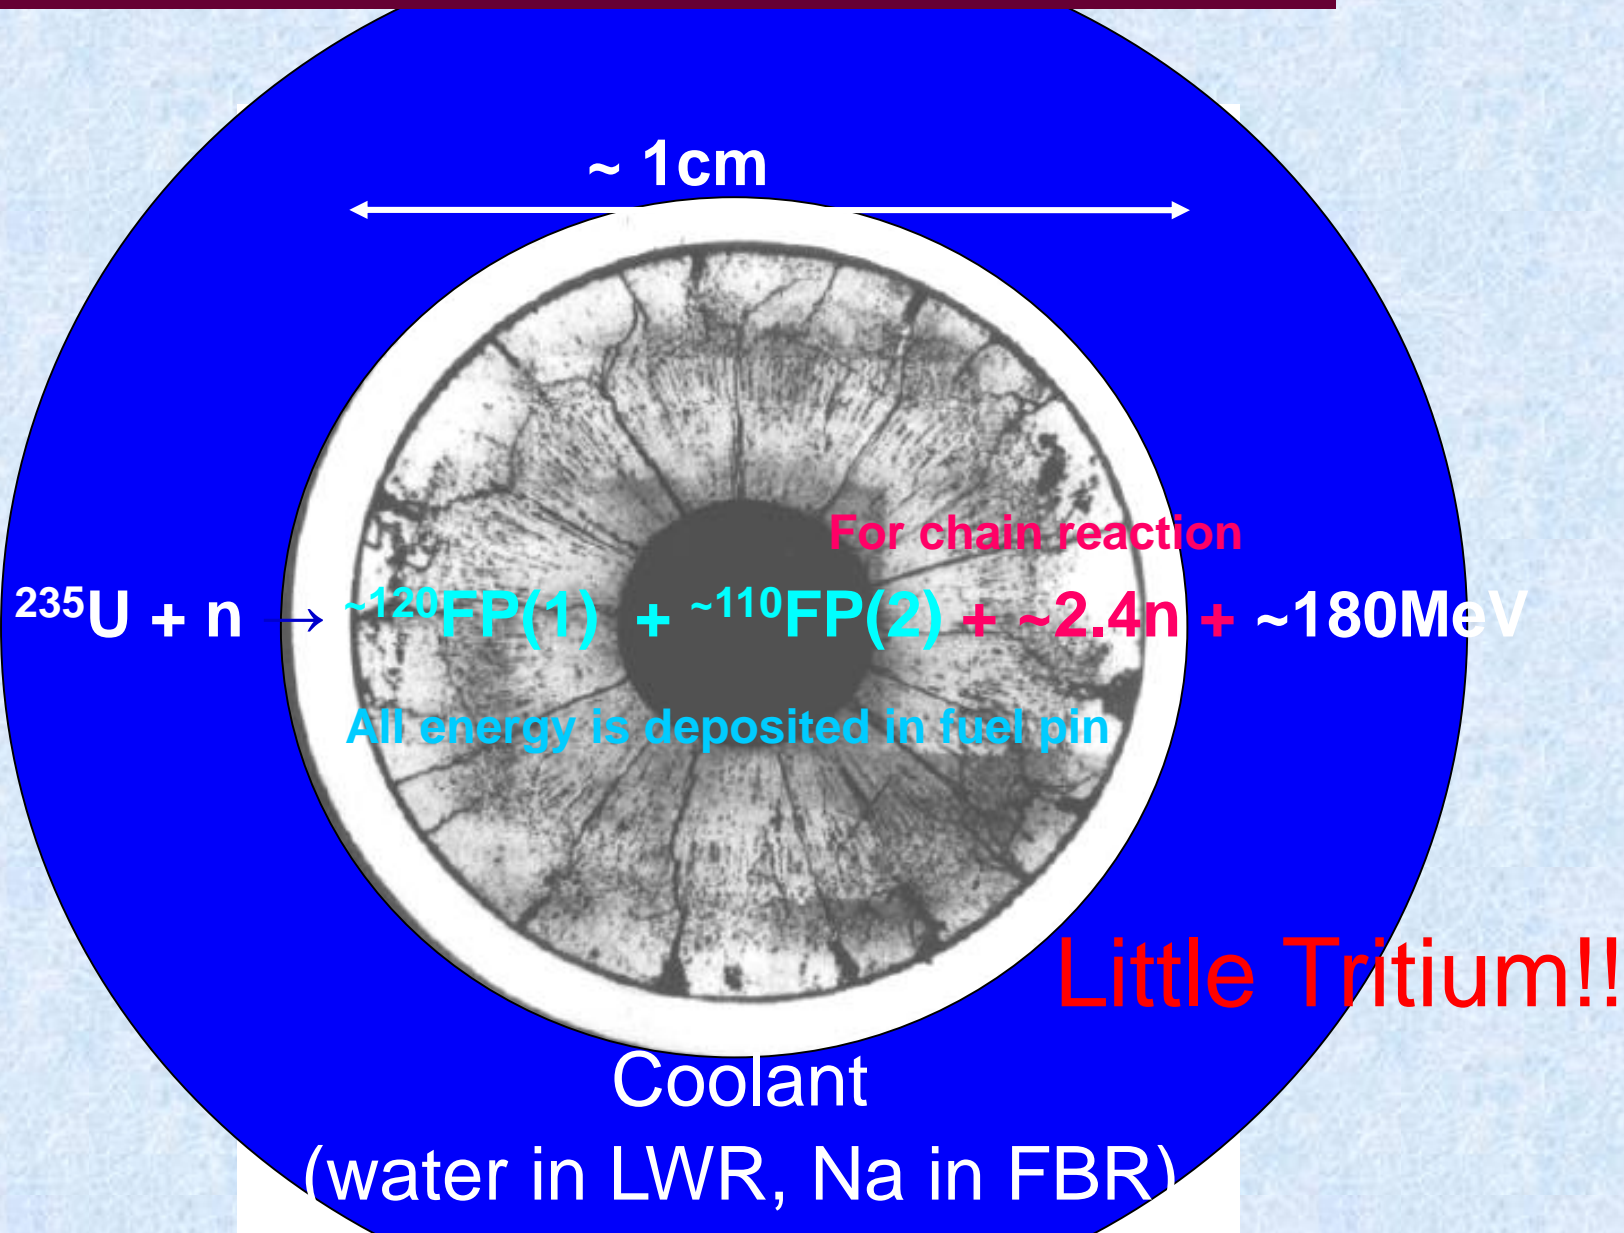 ~ 1cm
For chain reaction
²³⁵U + n → ~¹²⁰FP(1) + ~¹¹⁰FP(2) + ~2.4n + ~180MeV
All energy is deposited in fuel pin
Little Tritium!!
Coolant
(water in LWR, Na in FBR)